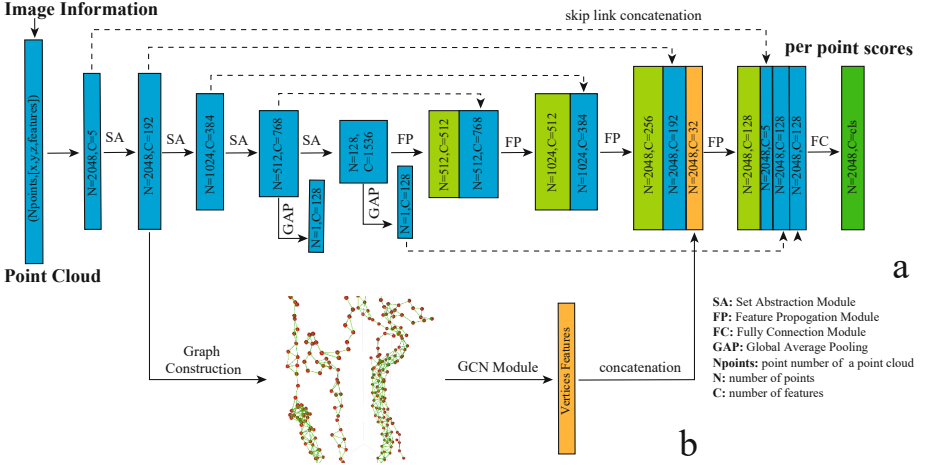 Image Information
skip link concatenation
per point scores
(Npoints,[x,y,z,features])
N=2048,C=5
SA
N=2048,C=192
SA
N=1024,C=384
SA
N=512,C=768
SA
N=128,
C=1536
FP
N=512,C=512
N=512,C=768
FP
N=1024,C=512
N=1024,C=384
FP
N=2048,C=256
N=2048,C=192
N=2048,C=32
FP
N=2048,C=128
N=2048,C=5
N=2048,C=128
N=2048,C=128
FC
N=2048,C=cls
GAP
N=1,C=128
GAP
N=1,C=128
Point Cloud
a
Graph
Construction
GCN Module
Vertices Features
concatenation
b
SA: Set Abstraction Module
FP: Feature Propogation Module
FC: Fully Connection Module
GAP: Global Average Pooling
Npoints: point number of a point cloud
N: number of points
C: number of features